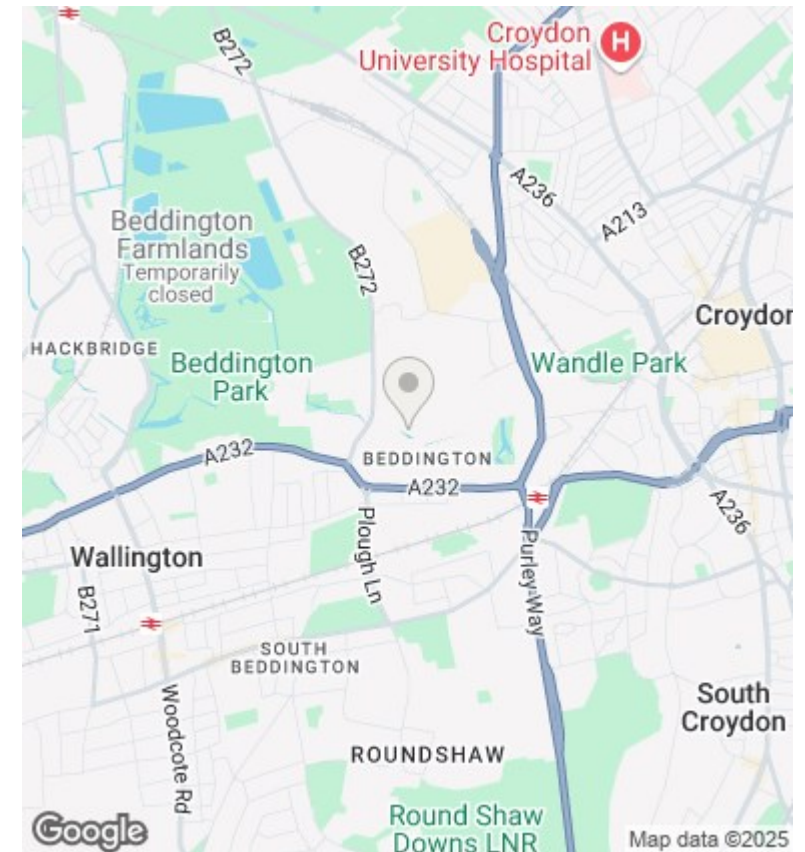 B272
Croydon
University Hospital
H
A236
A213
Beddington
Farmlands
Temporarily
closed
B272
HACKBRIDGE
Beddington
Park
Wandle Park
Croydon
A232
BEDDINGTON
A232
A236
Plough Ln
Purley Way
Wallington
B271
SOUTH
BEDDINGTON
Woodcote Rd
South
Croydon
ROUNDSHAW
Round Shaw
Downs LNR
Google
Map data ©2025